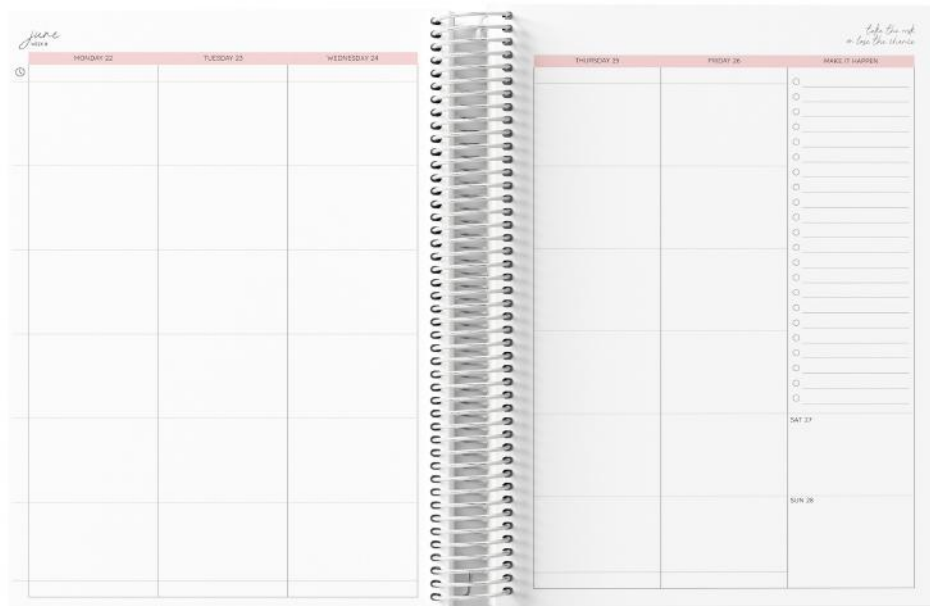 june
MONDAY 22
TUESDAY 23
WEDNESDAY 24
take the risk
or lose the chance
THURSDAY 25
FRIDAY 26
MAKE IT HAPPEN
SAT 27
SUN 28